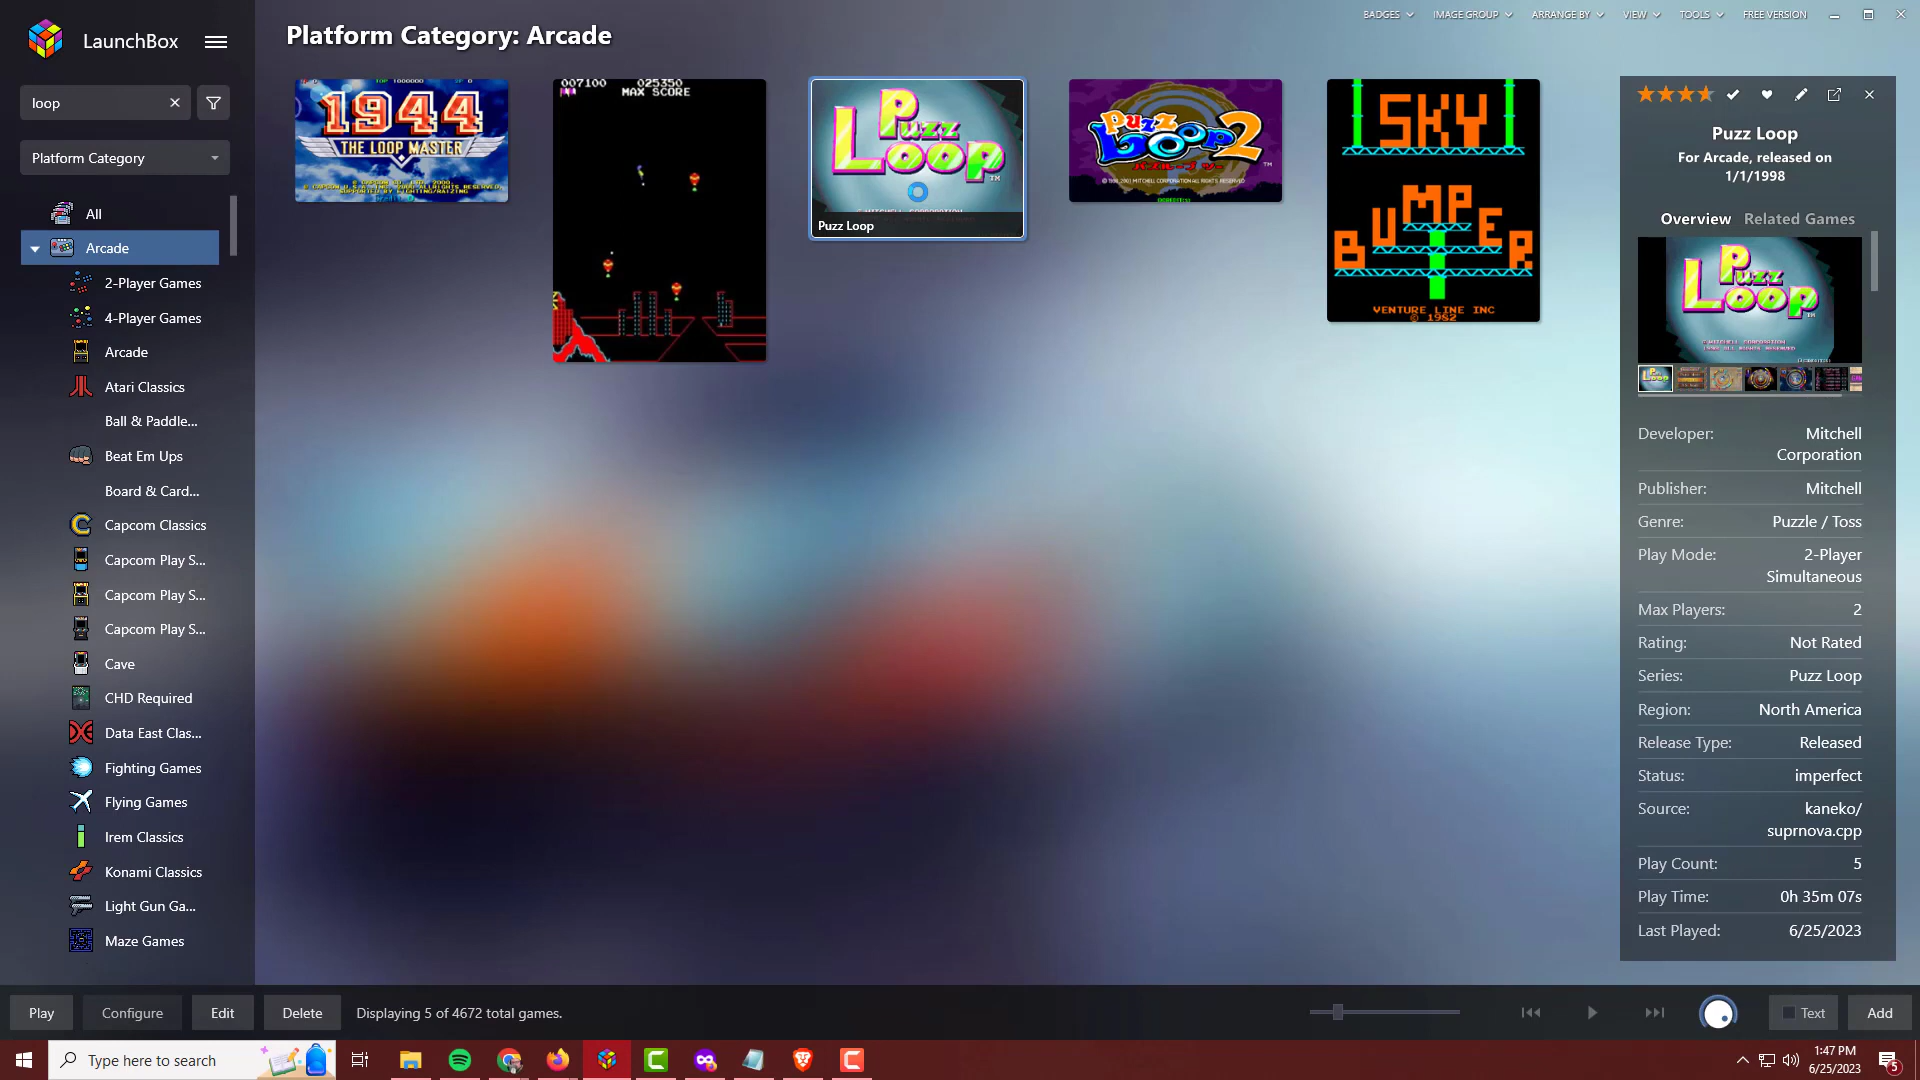 LaunchBox
Platform Category: Arcade
BADGES
IMAGE GROUP
ARRANGE BY
VIEW
TOOLS
FREE VERSION
loop
Platform Category
All
Arcade
2-Player Games
4-Player Games
Arcade
Atari Classics
Ball & Paddle...
Beat Em Ups
Board & Card...
Capcom Classics
Capcom Play S...
Capcom Play S...
Capcom Play S...
Cave
CHD Required
Data East Clas...
Fighting Games
Flying Games
Irem Classics
Konami Classics
Light Gun Ga...
Maze Games
1944
THE LOOP MASTER
007100 025350
MAX SCORE
Puzz
Loop
Puzz Loop
Puzz
Loop 2
SKY
BUMPER
VENTURE LINE INC
© 1982
Puzz Loop
For Arcade, released on
1/1/1998
Overview Related Games
Puzz
Loop
Developer: Mitchell
Corporation
Publisher: Mitchell
Genre: Puzzle / Toss
Play Mode: 2-Player
Simultaneous
Max Players: 2
Rating: Not Rated
Series: Puzz Loop
Region: North America
Release Type: Released
Status: imperfect
Source: kaneko/
suprnova.cpp
Play Count: 5
Play Time: 0h 35m 07s
Last Played: 6/25/2023
Play
Configure
Edit
Delete
Displaying 5 of 4672 total games.
Text
Add
Type here to search
1:47 PM
6/25/2023
5